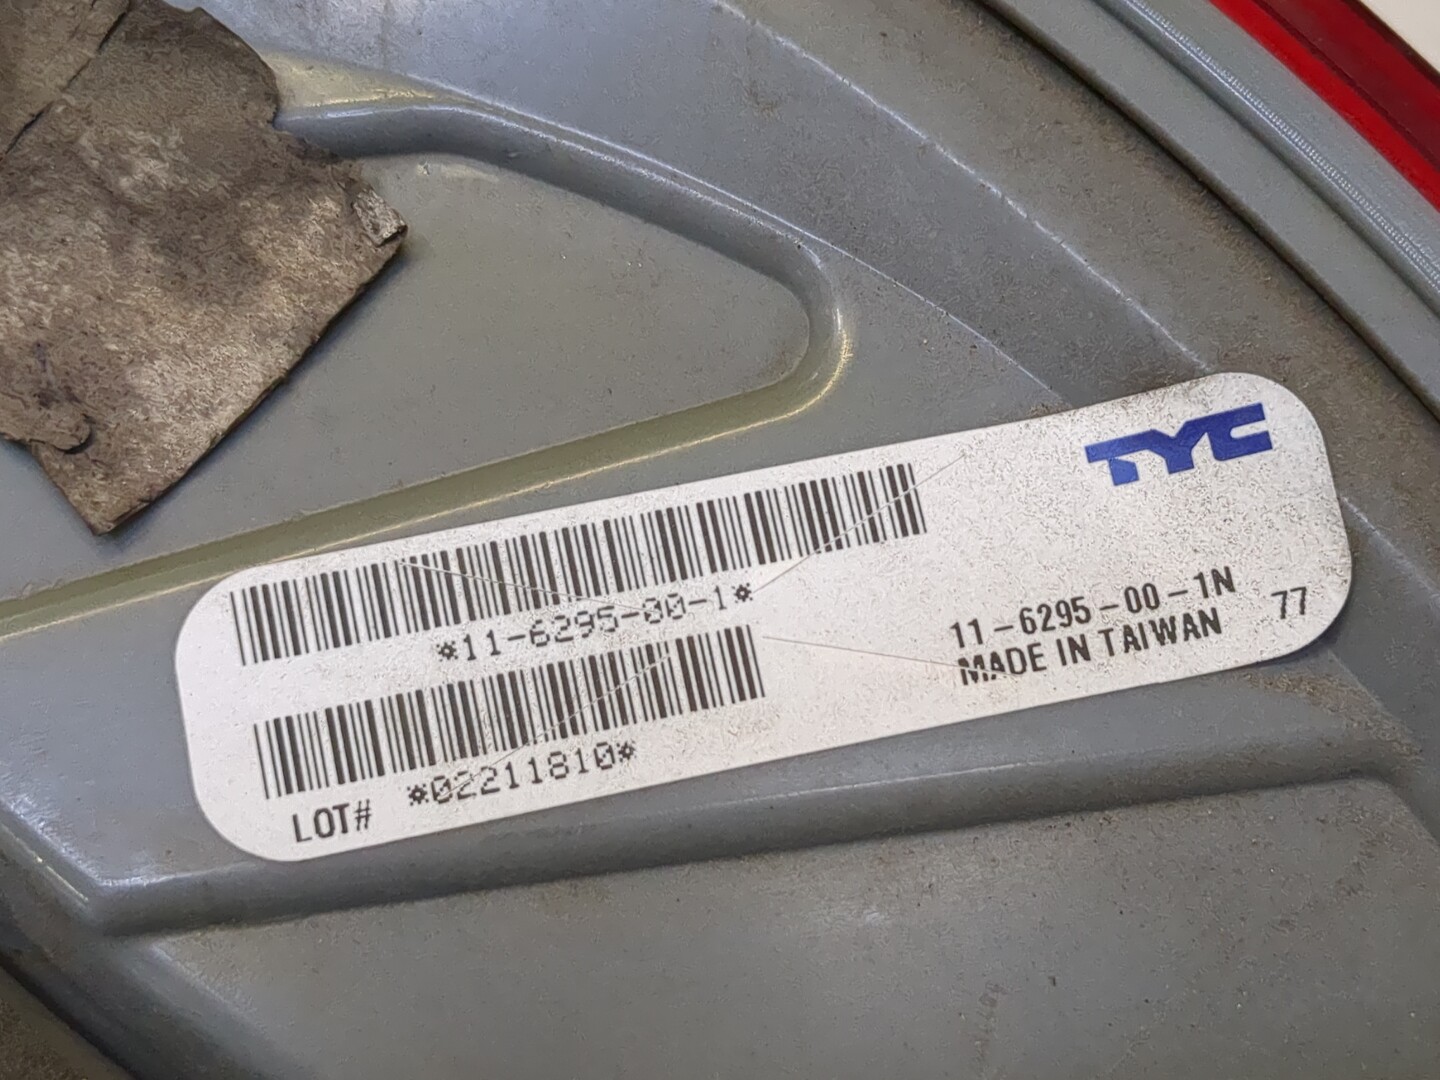 TYC
*11-6295-00-1*
11-6295-00-1N
MADE IN TAIWAN 77
LOT# *02211810*